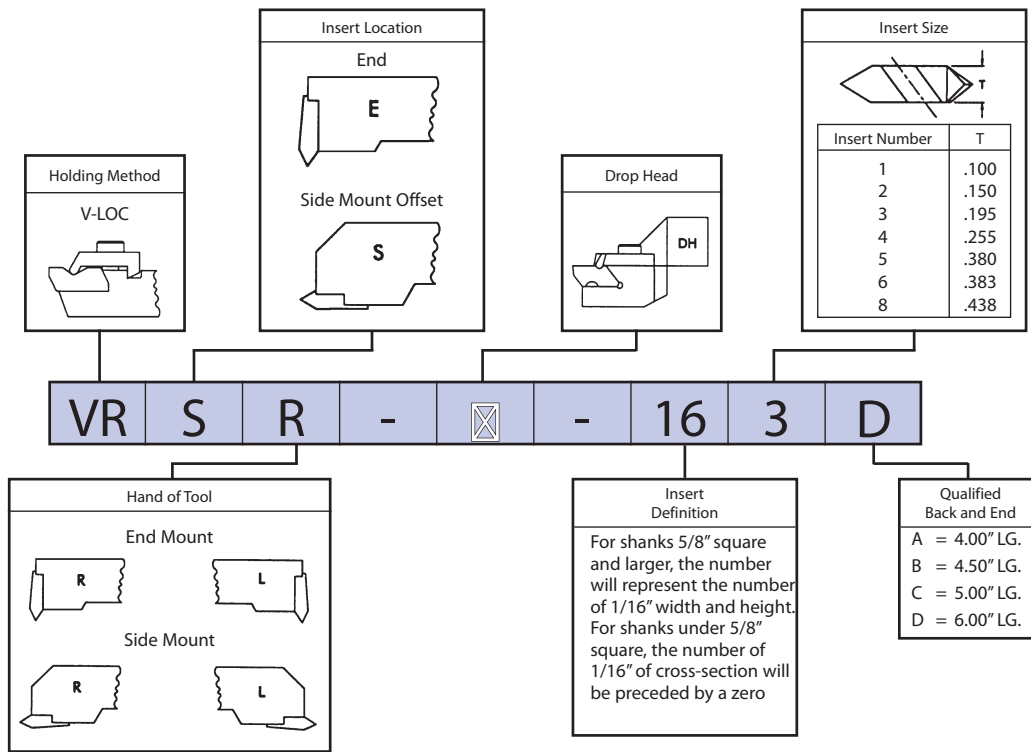 Insert Location
End
E
Side Mount Offset
S
Insert Size
T
Insert Number T
1 .100
2 .150
3 .195
4 .255
5 .380
6 .383
8 .438
Holding Method
V-LOC
Drop Head
DH
VR S R - - 16 3 D
Hand of Tool
End Mount
R L
Side Mount
R L
Insert
Definition
For shanks 5/8” square
and larger, the number
will represent the number
of 1/16” width and height.
For shanks under 5/8”
square, the number of
1/16” of cross-section will
be preceded by a zero
Qualified
Back and End
A = 4.00” LG.
B = 4.50” LG.
C = 5.00” LG.
D = 6.00” LG.